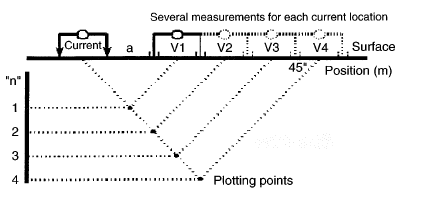 Several measurements for each current location
Current a V1 V2 V3 V4 Surface
45° Position (m)
"n"
1
2
3
4 Plotting points